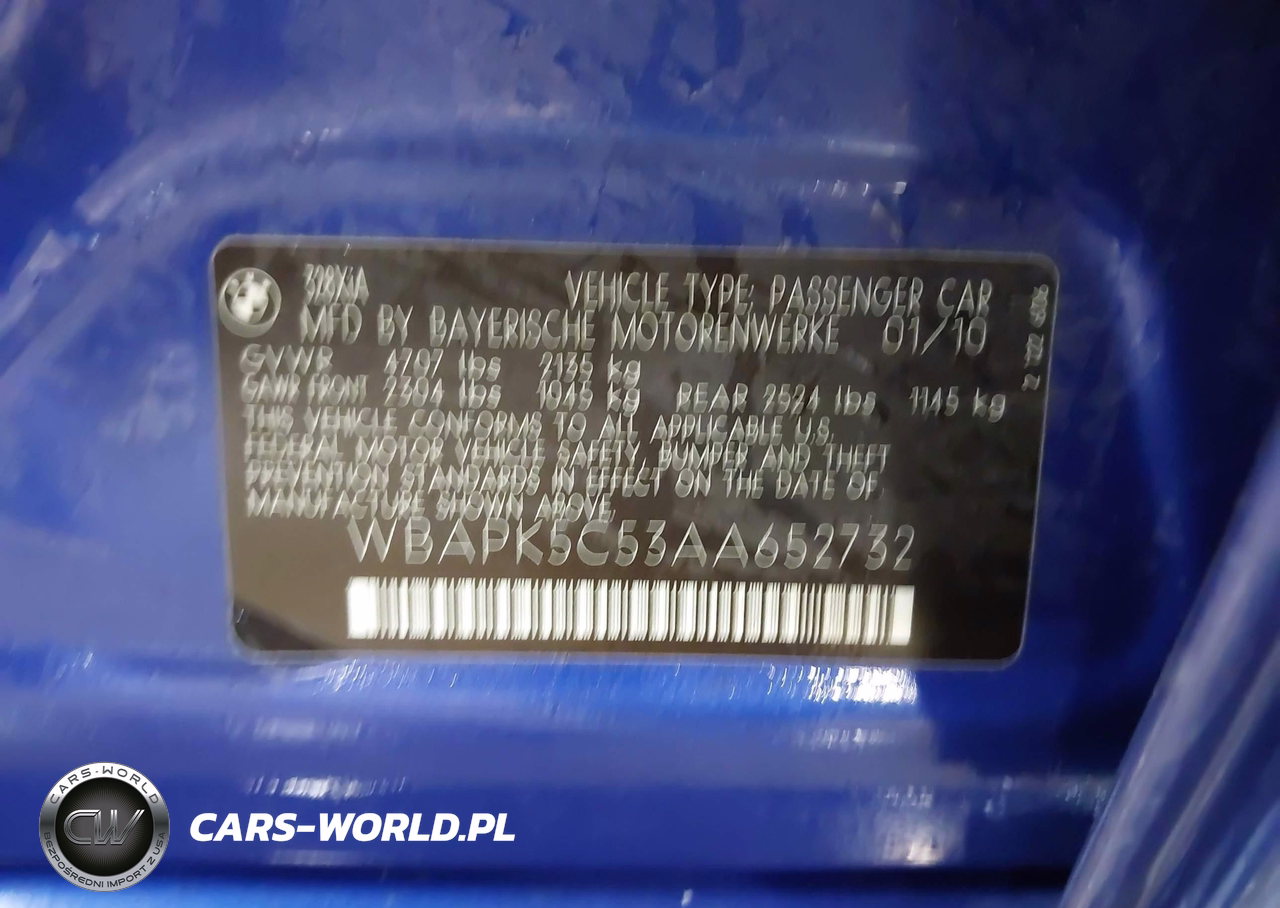 328XiA VEHICLE TYPE: PASSENGER CAR
MFD BY BAYERISCHE MOTORENWERKE 01/10
GVWR 4707 lbs 2135 kg
GAWR FRONT 2304 lbs 1045 kg REAR 2524 lbs 1145 kg
THIS VEHICLE CONFORMS TO ALL APPLICABLE U.S.
FEDERAL MOTOR VEHICLE SAFETY, BUMPER AND THEFT
PREVENTION STANDARDS IN EFFECT ON THE DATE OF
MANUFACTURE SHOWN ABOVE.
WBAPK5C53AA652732
CARS-WORLD
CW
BEZPOŚREDNI IMPORT Z USA
CARS-WORLD.PL